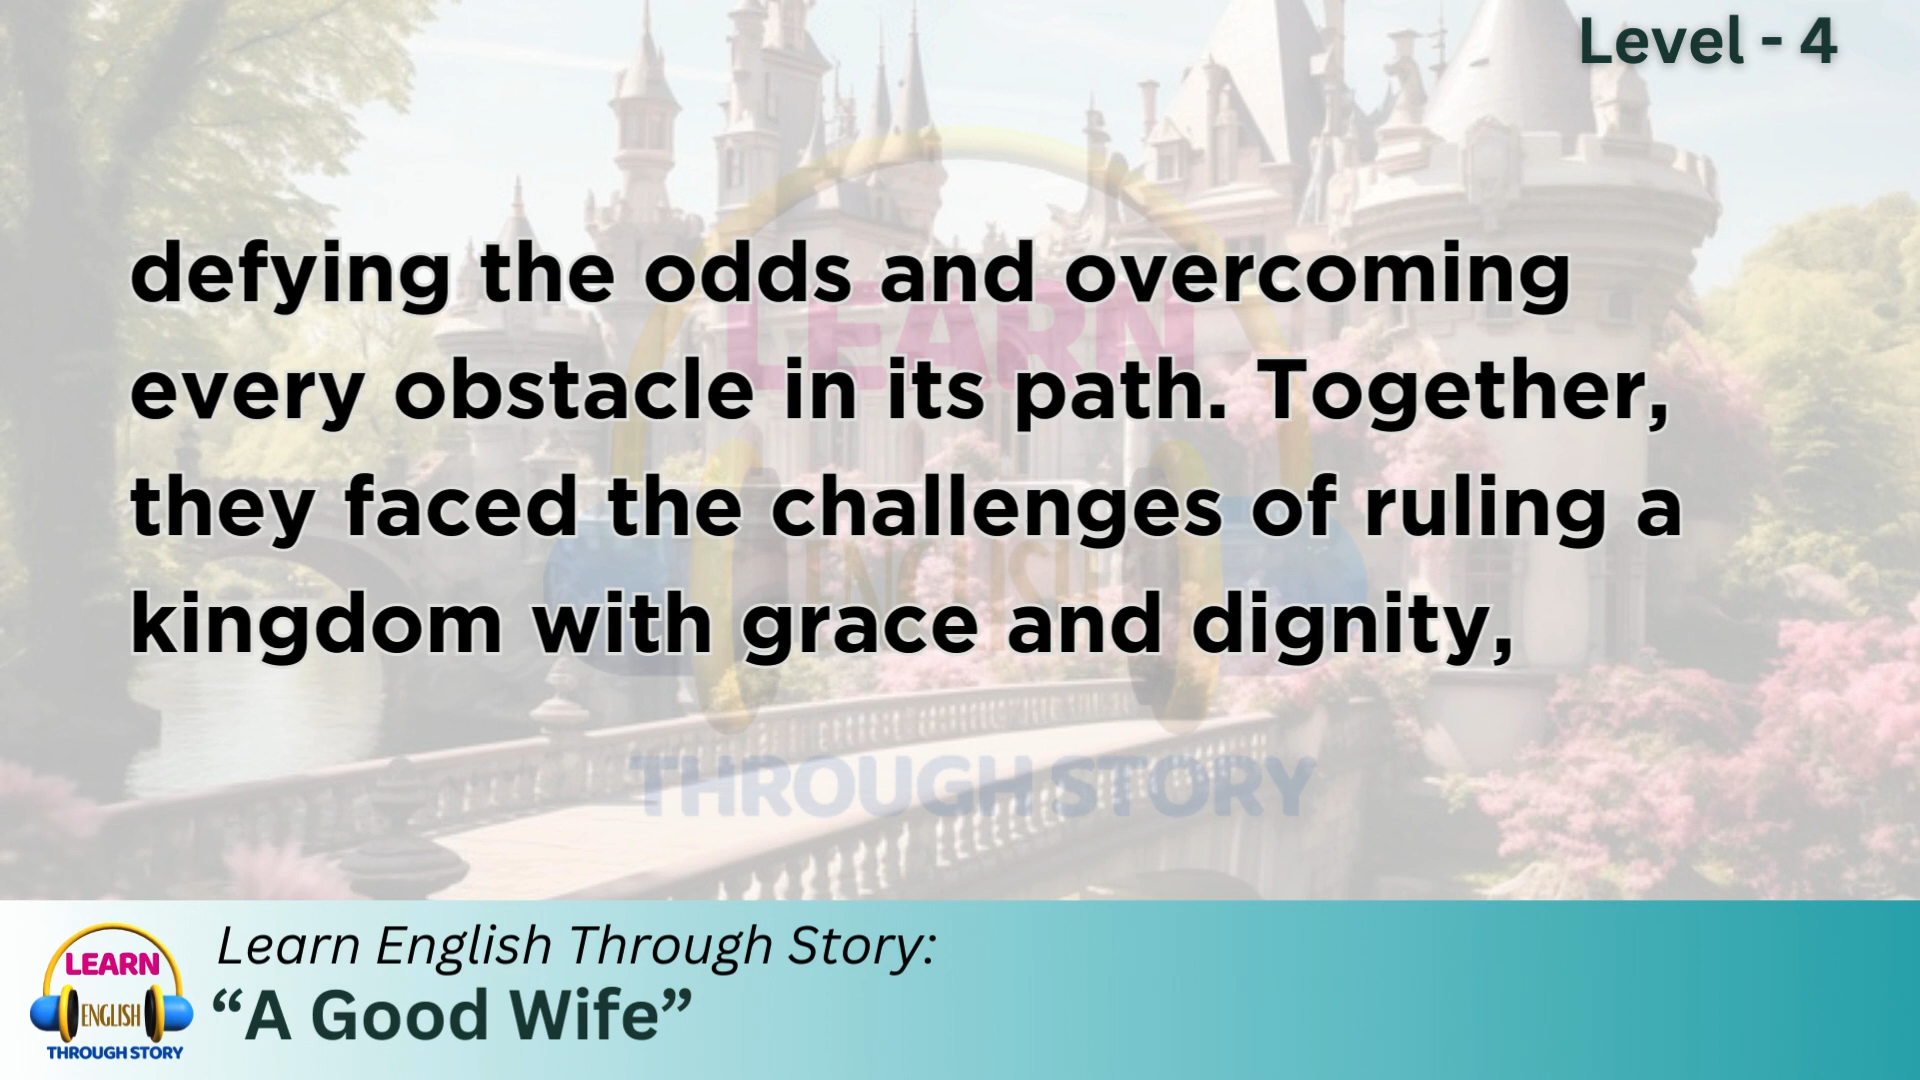 Level - 4
defying the odds and overcoming
every obstacle in its path. Together,
they faced the challenges of ruling a
kingdom with grace and dignity,
LEARN
ENGLISH
THROUGH STORY
Learn English Through Story:
“A Good Wife”
LEARN
ENGLISH
THROUGH STORY